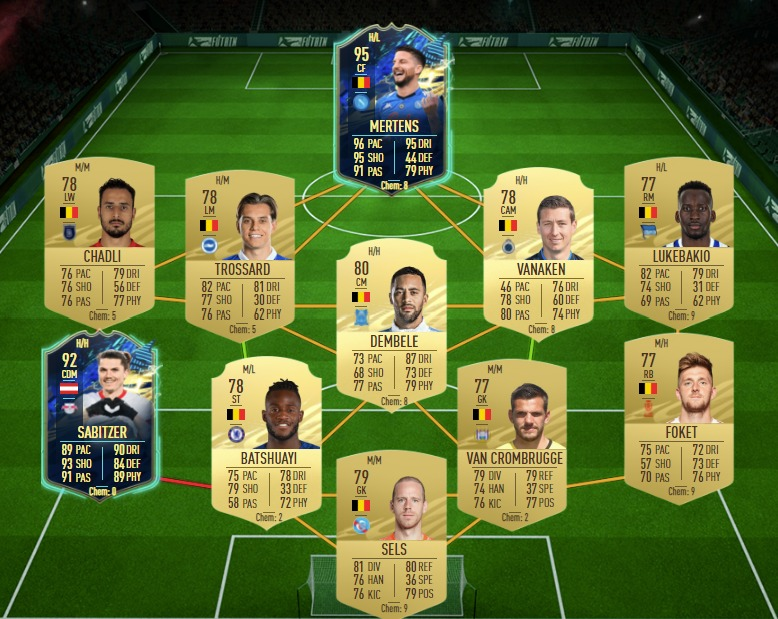 H/L
95
CF
MERTENS
96 PAC 95 DRI
95 SHO 44 DEF
91 PAS 79 PHY
Chem: 8
M/M
78
LW
CHADLI
76 PAC 79 DRI
76 SHO 56 DEF
76 PAS 77 PHY
Chem: 5
H/M
78
LM
TROSSARD
82 PAC 81 DRI
77 SHO 30 DEF
76 PAS 62 PHY
Chem: 5
H/H
80
CM
DEMBELE
73 PAC 87 DRI
68 SHO 73 DEF
77 PAS 79 PHY
Chem: 8
H/H
78
CAM
VANAKEN
46 PAC 76 DRI
78 SHO 60 DEF
80 PAS 74 PHY
Chem: 8
H/L
77
RM
LUKEBAKIO
82 PAC 79 DRI
74 SHO 31 DEF
69 PAS 62 PHY
Chem: 9
H/H
92
CDM
SABITZER
89 PAC 90 DRI
93 SHO 84 DEF
91 PAS 89 PHY
Chem: 0
M/L
78
ST
BATSHUAYI
75 PAC 78 DRI
79 SHO 33 DEF
58 PAS 72 PHY
Chem: 2
M/M
79
GK
SELS
81 DIV 80 REF
76 HAN 36 SPE
76 KIC 79 POS
Chem: 9
M/M
77
GK
VAN CROMBRUGGE
79 DIV 79 REF
74 HAN 37 SPE
76 KIC 77 POS
Chem: 2
M/H
77
RB
FOKET
75 PAC 72 DRI
57 SHO 73 DEF
70 PAS 76 PHY
Chem: 9